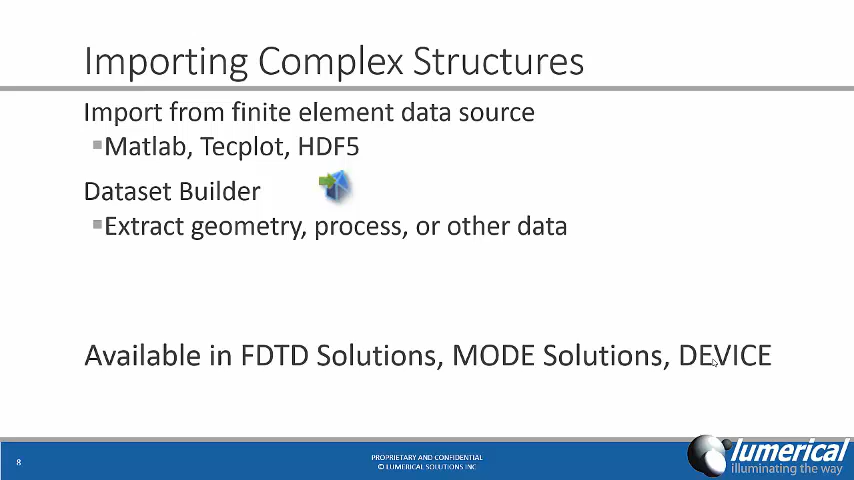 Importing Complex Structures
Import from finite element data source
Matlab, Tecplot, HDF5
Dataset Builder
Extract geometry, process, or other data
Available in FDTD Solutions, MODE Solutions, DEVICE
8
PROPRIETARY AND CONFIDENTIAL
© LUMERICAL SOLUTIONS INC
lumerical
illuminating the way